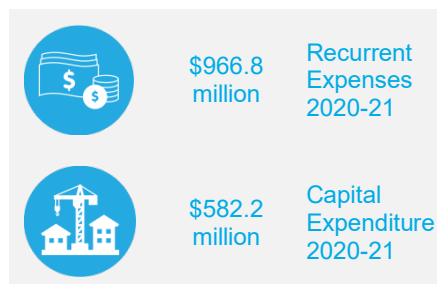 $
$
$966.8
million
Recurrent
Expenses
2020-21
$582.2
million
Capital
Expenditure
2020-21